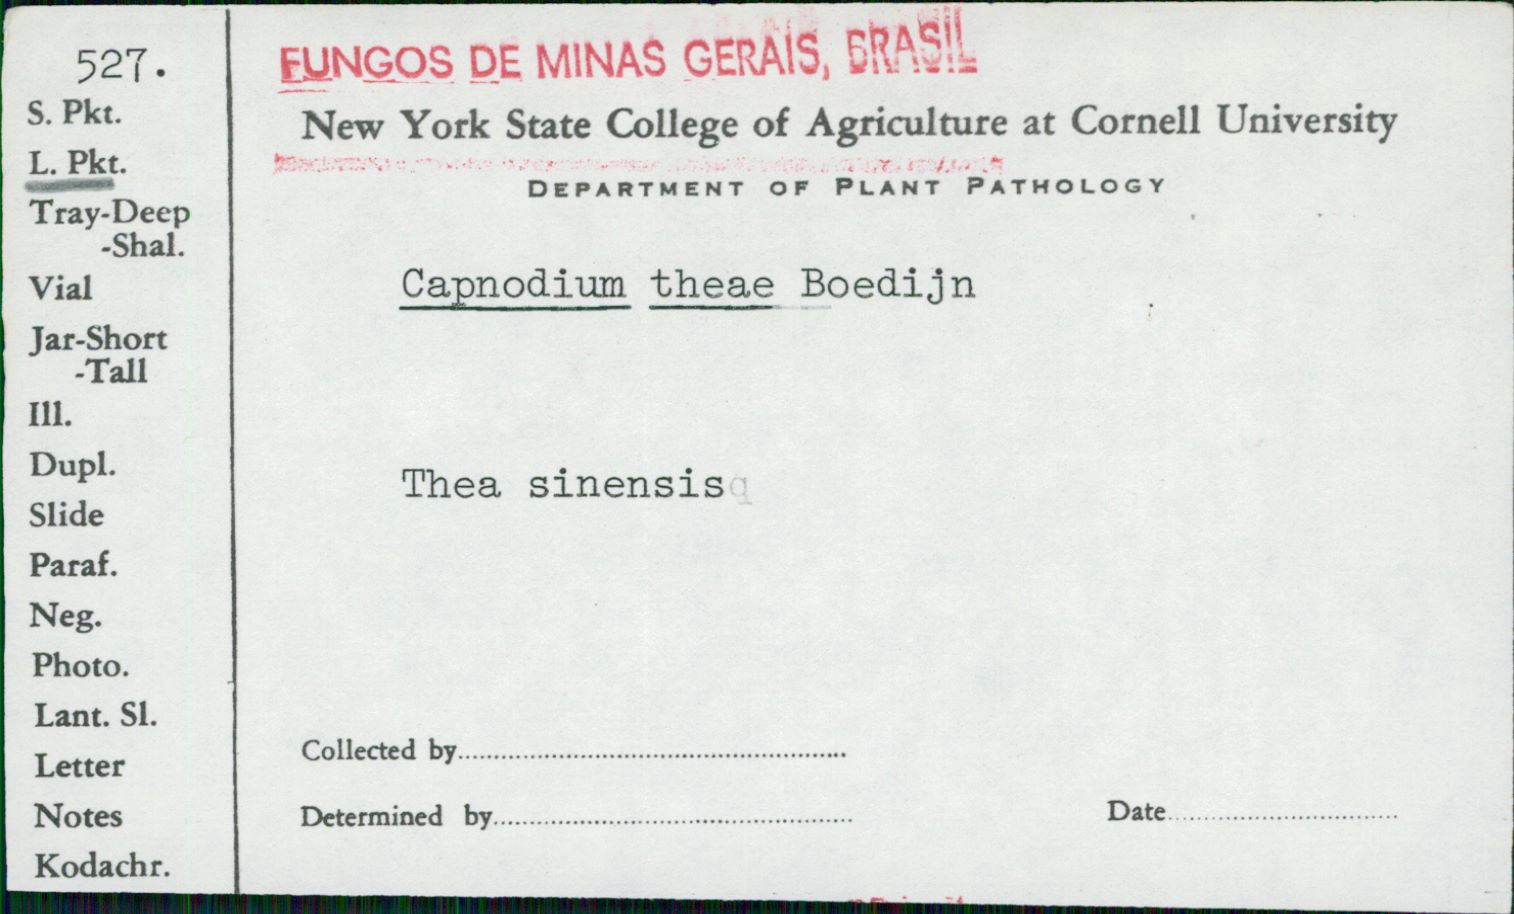 527.
S. Pkt.
L. Pkt.
Tray-Deep
-Shal.
Vial
Jar-Short
-Tall
Ill.
Dupl.
Slide
Paraf.
Neg.
Photo.
Lant. Sl.
Letter
Notes
Kodachr.
FUNGOS DE MINAS GERAIS, BRASIL
New York State College of Agriculture at Cornell University
DEPARTMENT OF PLANT PATHOLOGY
Capnodium theae Boedijn
Thea sinensis
Collected by
Determined by
Date